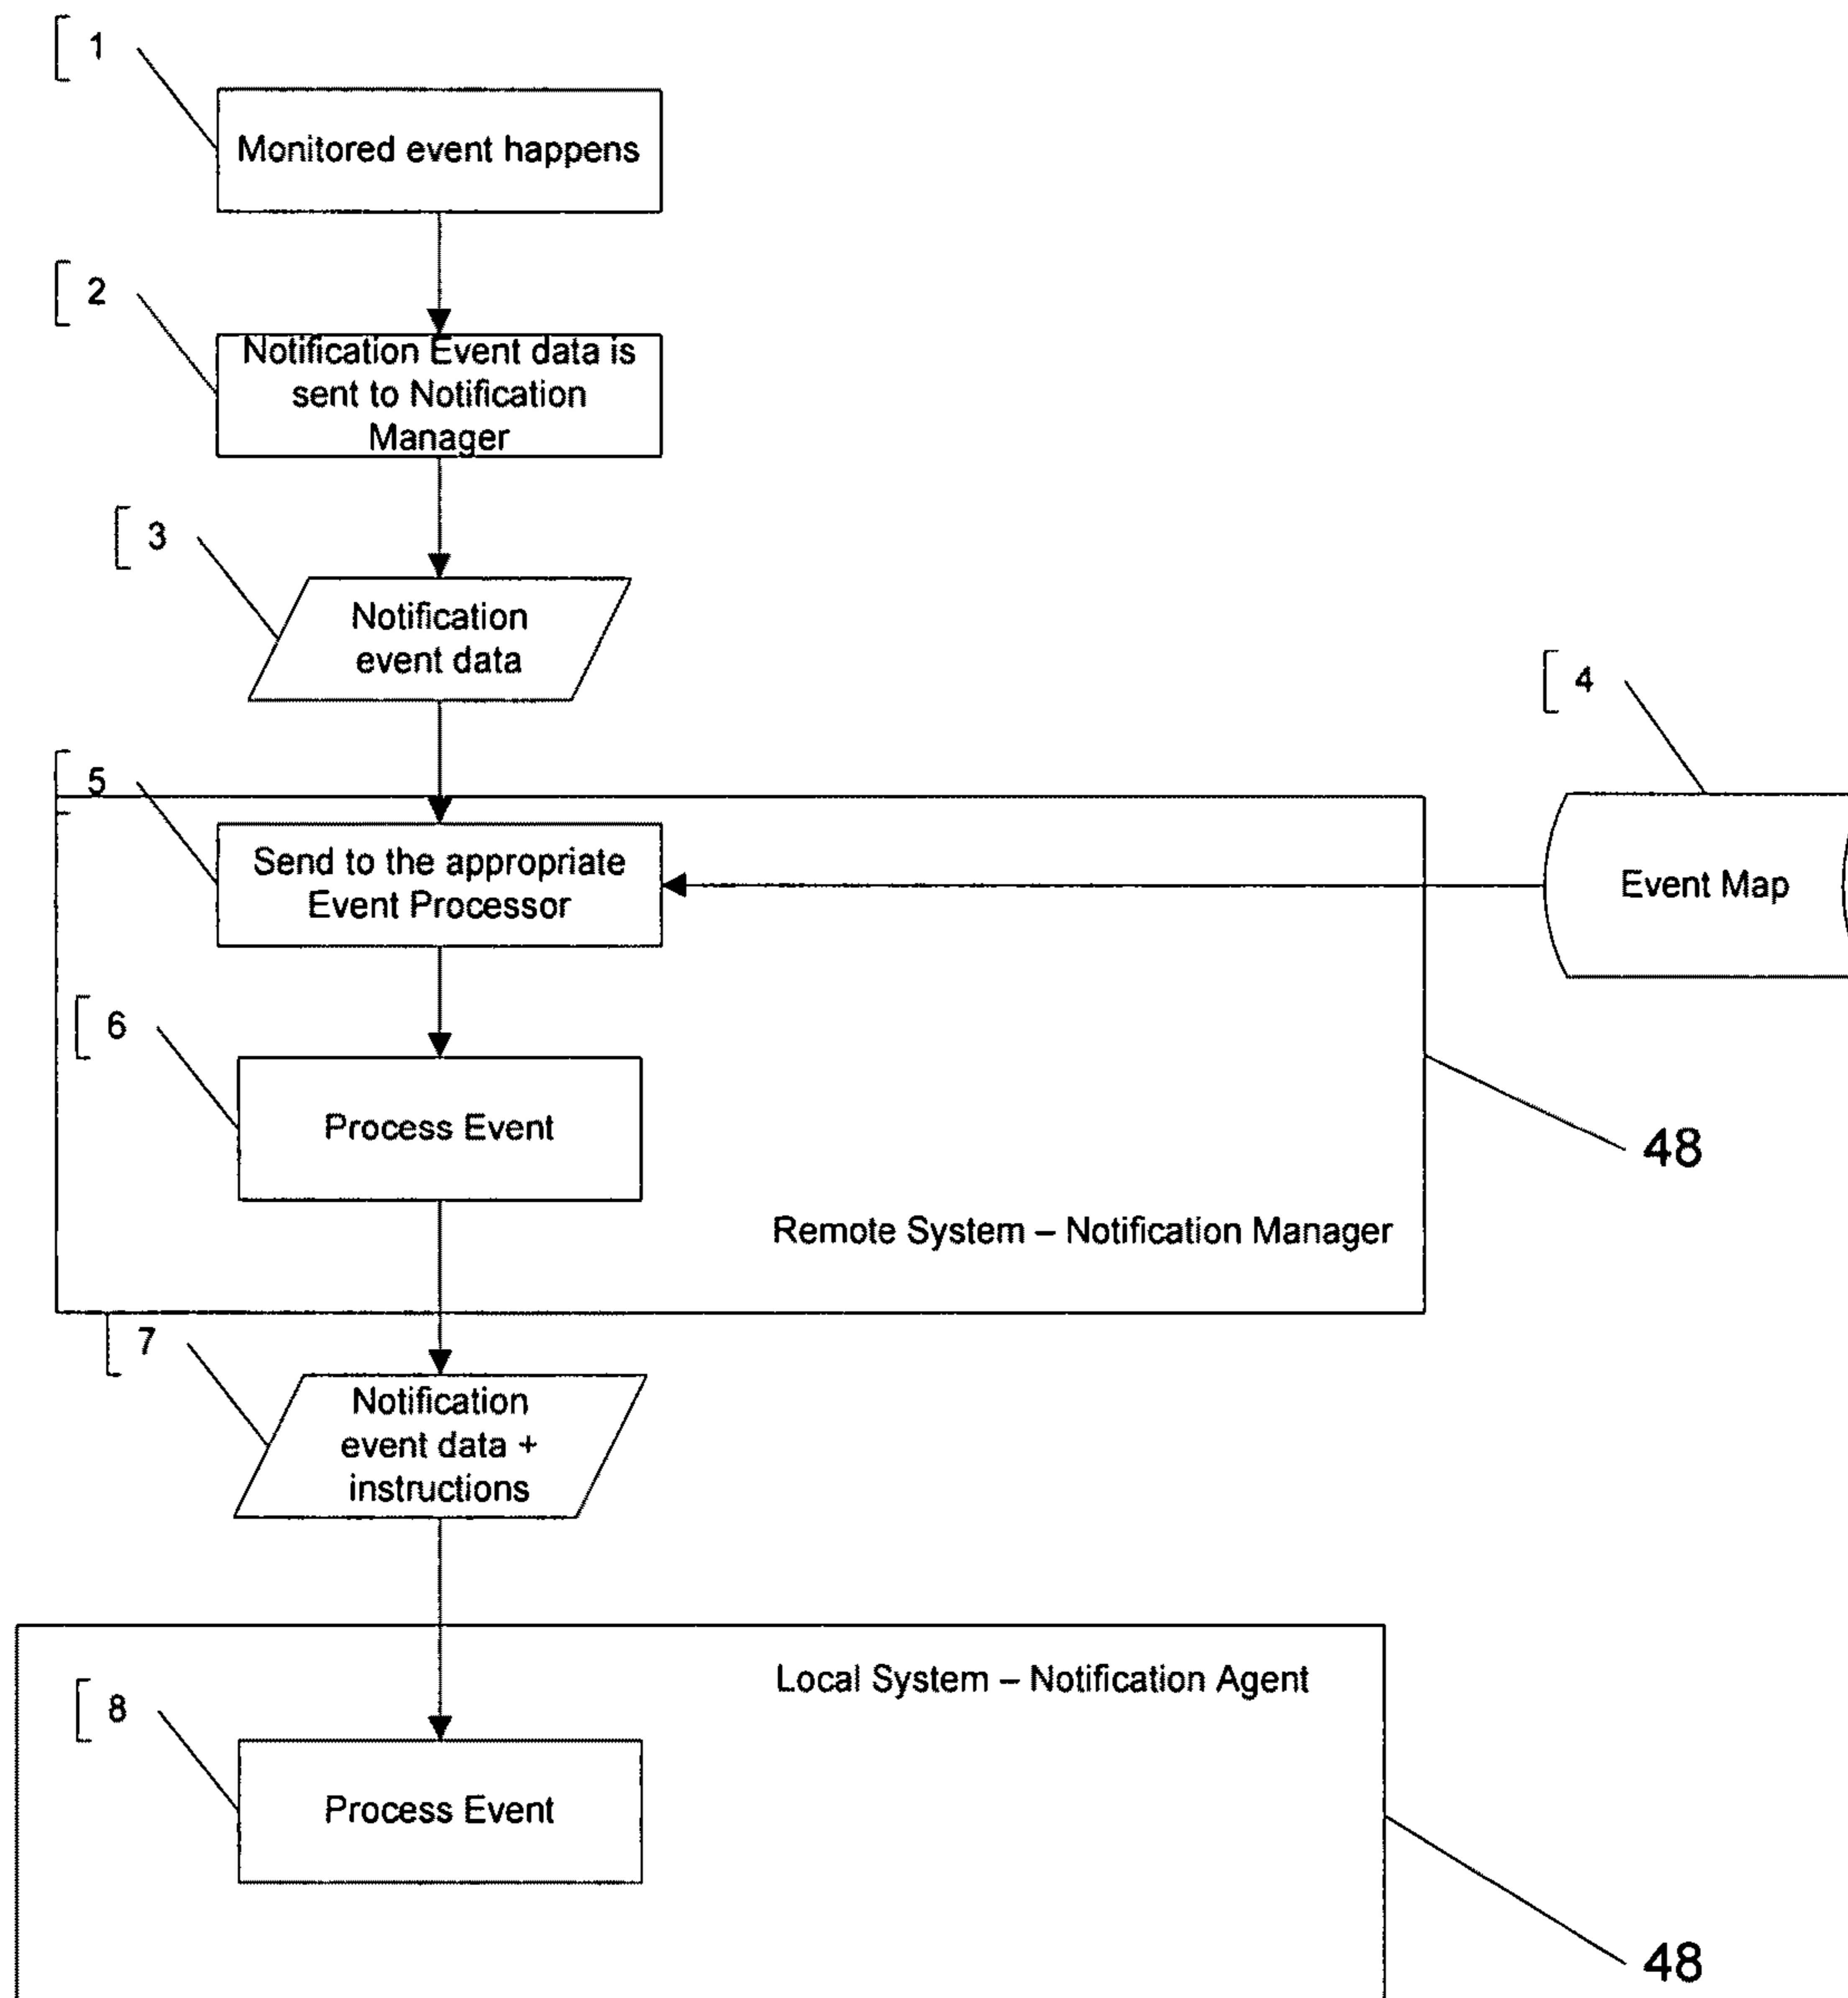 1
Monitored event happens
2
Notification Event data is
sent to Notification
Manager
3
Notification
event data
4
5
Send to the appropriate
Event Processor
Event Map
6
Process Event
48
Remote System – Notification Manager
7
Notification
event data +
instructions
Local System – Notification Agent
8
Process Event
48